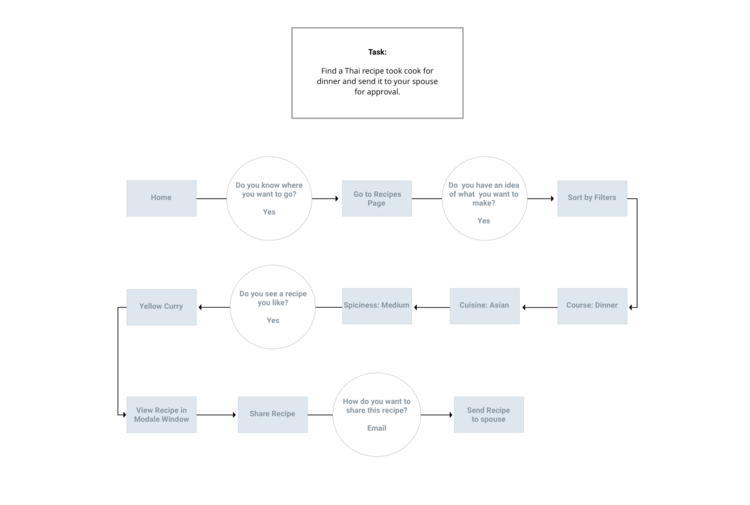 Task:
Find a Thai recipe took cook for
dinner and send it to your spouse
for approval.
Home
Do you know where
you want to go?
Yes
Go to Recipes
Page
Do you have an idea
of what you want to
make?
Yes
Sort by Filters
Course: Dinner
Cuisine: Asian
Spiciness: Medium
Do you see a recipe
you like?
Yes
Yellow Curry
View Recipe in
Modale Window
Share Recipe
How do you want to
share this recipe?
Email
Send Recipe
to spouse